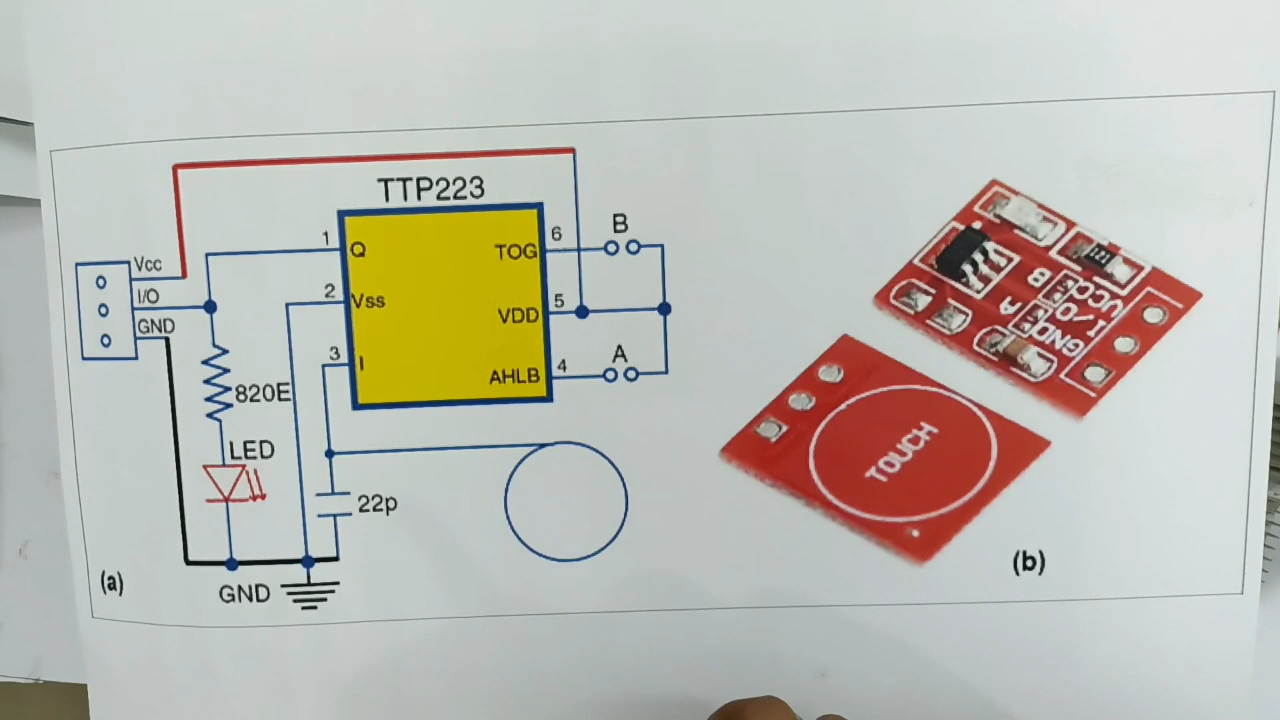 TTP223
Vcc
I/O
GND
1
Q
2
Vss
3
I
TOG
6
B
VDD
5
AHLB
4
A
820E
LED
22p
GND
(a)
121
B
A
VCC
I/O
GND
TOUCH
(b)